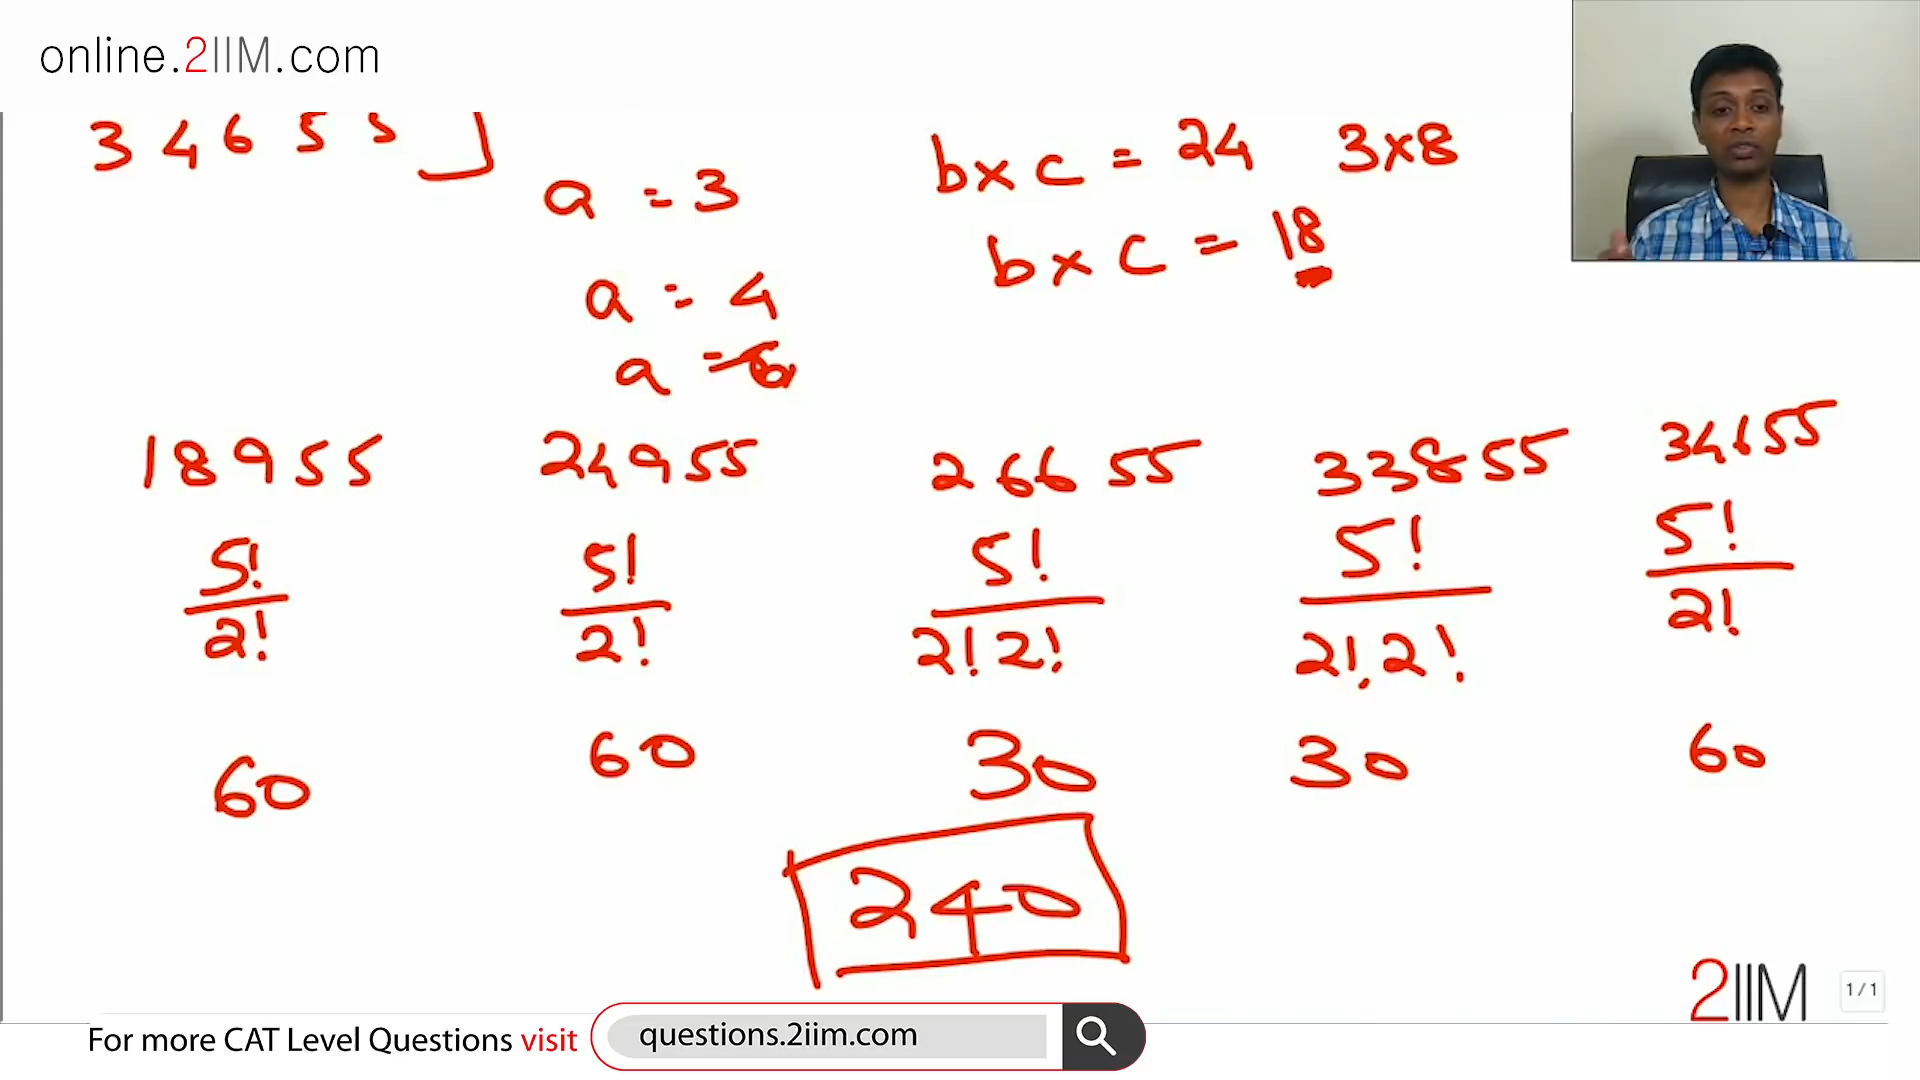 online.2IIM.com
3 4 6 5 5
a = 3
b x c = 24 3x8
b x c = 18
a = 4
a = 6
18955 24955 26655 33855 34655
5! 5! 5! 5! 5!
2! 2! 2! 2! 2! 2! 2!
60 60 30 30 60
240
2IIM 1 / 1
For more CAT Level Questions visit questions.2iim.com